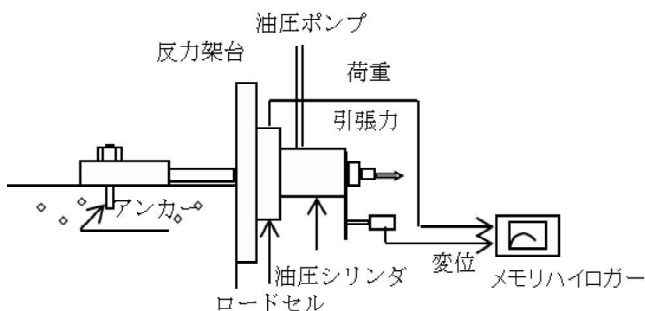 油圧ポンプ
反力架台
荷重
引張力
アンカー
油圧シリンダ
変位
メモリハイロガー
ロードセル